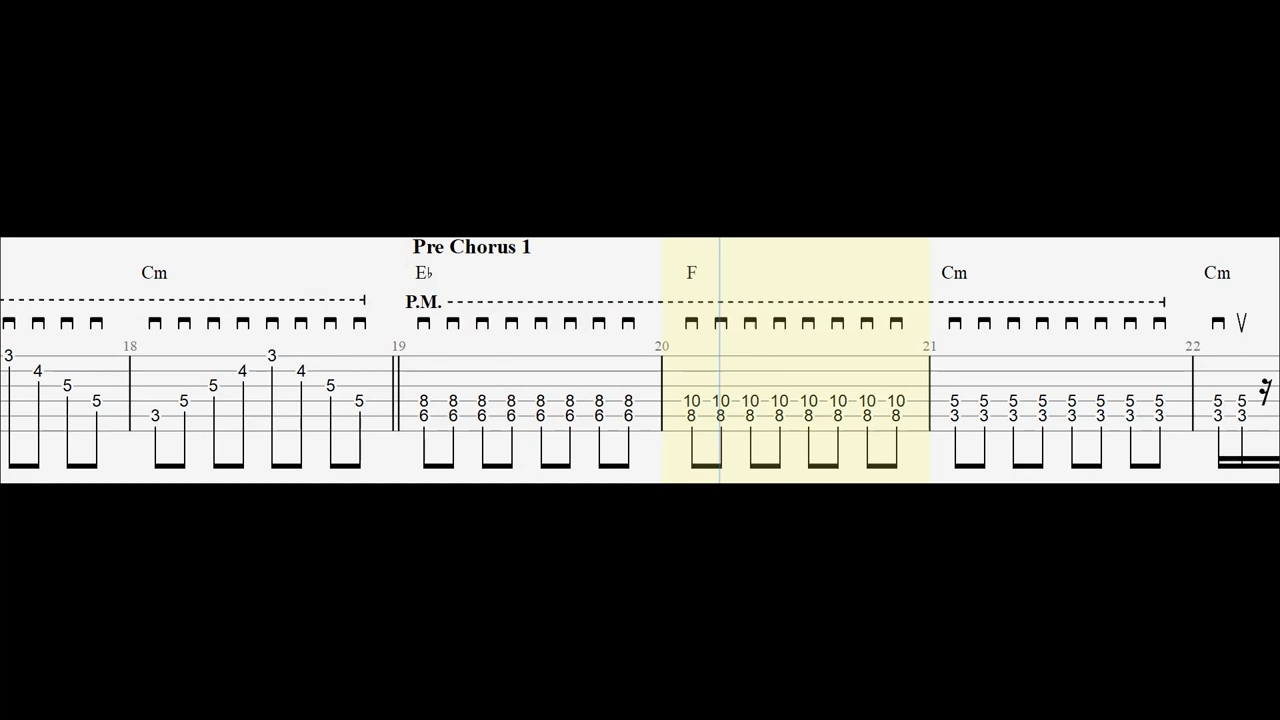 Pre Chorus 1
Cm E♭ F Cm Cm
P.M.
18 19 20 21 22
3 3
4 4 4
5 5 5
5 5 5 8 8 8 8 8 8 8 8 10 10 10 10 10 10 10 10 5 5 5 5 5 5 5 5 5 5
3 6 6 6 6 6 6 6 6 8 8 8 8 8 8 8 8 3 3 3 3 3 3 3 3 3 3